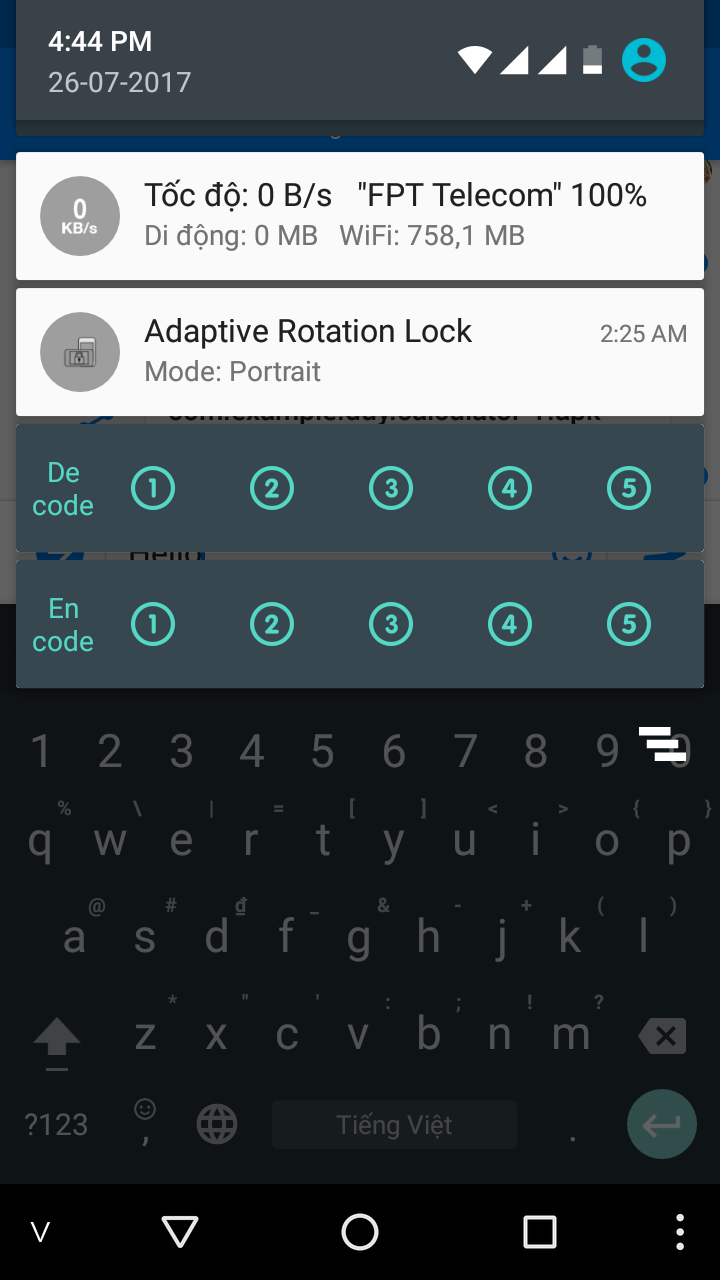 4:44 PM
26-07-2017
0
KB/s
Tốc độ: 0 B/s "FPT Telecom" 100%
Di động: 0 MB WiFi: 758,1 MB
Adaptive Rotation Lock 2:25 AM
Mode: Portrait
De
code 1 2 3 4 5
Hello
En
code 1 2 3 4 5
1 2 3 4 5 6 7 8 9 0
% \ | = [ ] < > { }
q w e r t y u i o p
@ # ₫ _ & - + ( )
a s d f g h j k l
* " ' : ; ! ?
z x c v b n m
?123 , Tiếng Việt .